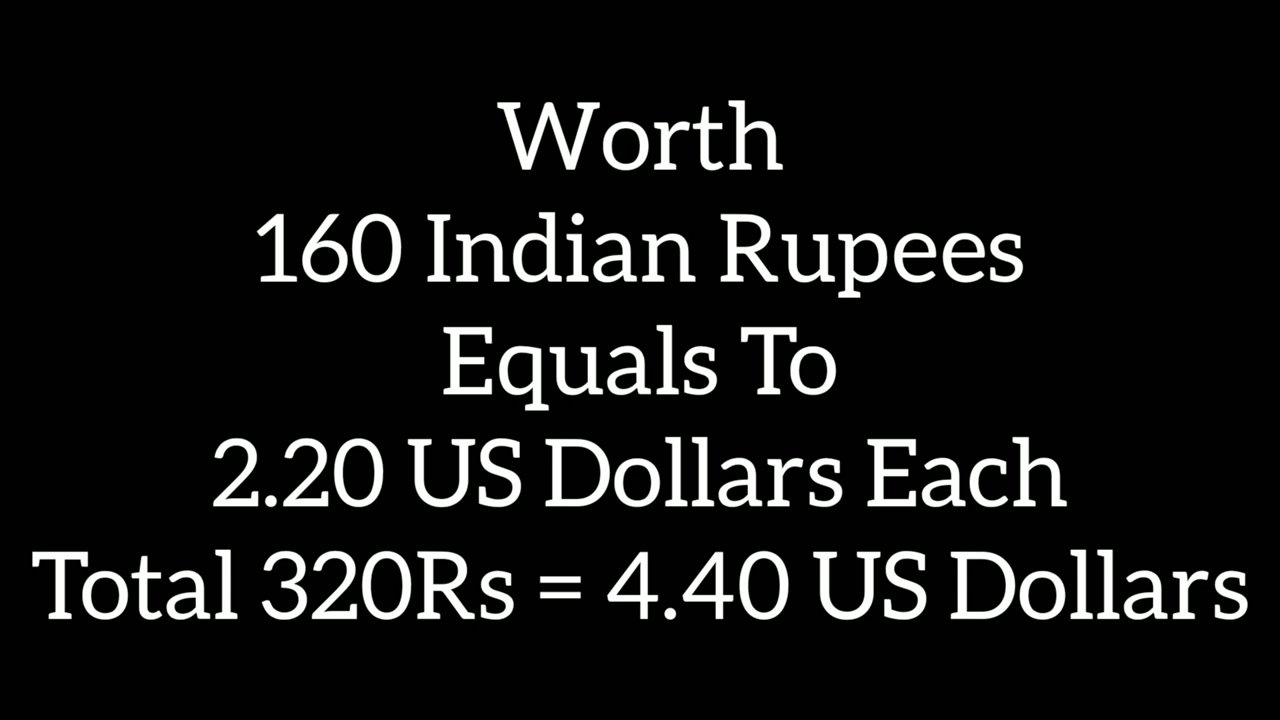 Worth
160 Indian Rupees
Equals To
2.20 US Dollars Each
Total 320Rs = 4.40 US Dollars